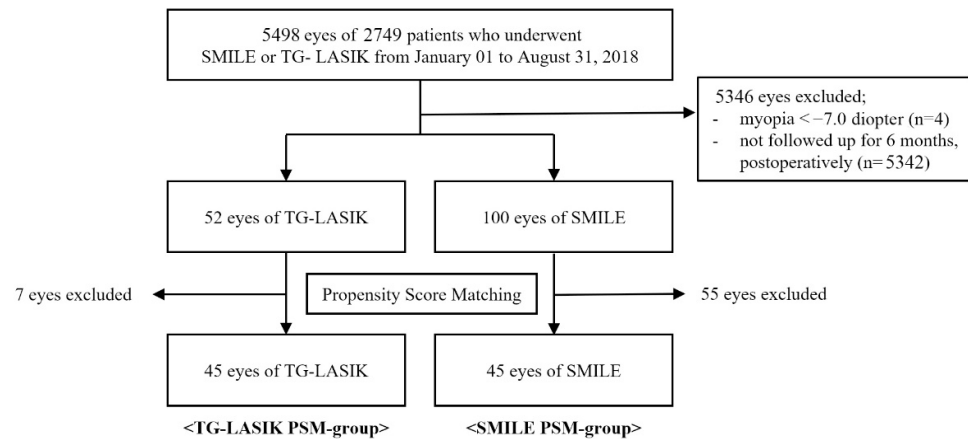 5498 eyes of 2749 patients who underwent
SMILE or TG- LASIK from January 01 to August 31, 2018
5346 eyes excluded;
- myopia < −7.0 diopter (n=4)
- not followed up for 6 months,
postoperatively (n=5342)
52 eyes of TG-LASIK
100 eyes of SMILE
7 eyes excluded
Propensity Score Matching
55 eyes excluded
45 eyes of TG-LASIK
45 eyes of SMILE
<TG-LASIK PSM-group>
<SMILE PSM-group>